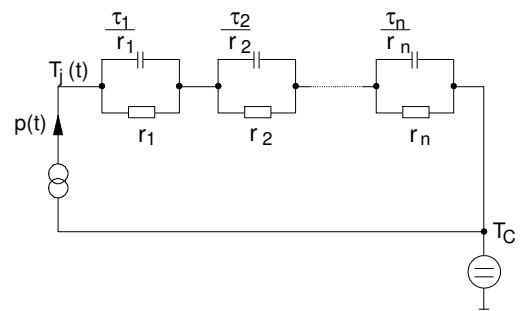 τ1 τ2 τn
r1 r2 rn
Tj (t)
p(t)
r1 r2 rn
TC